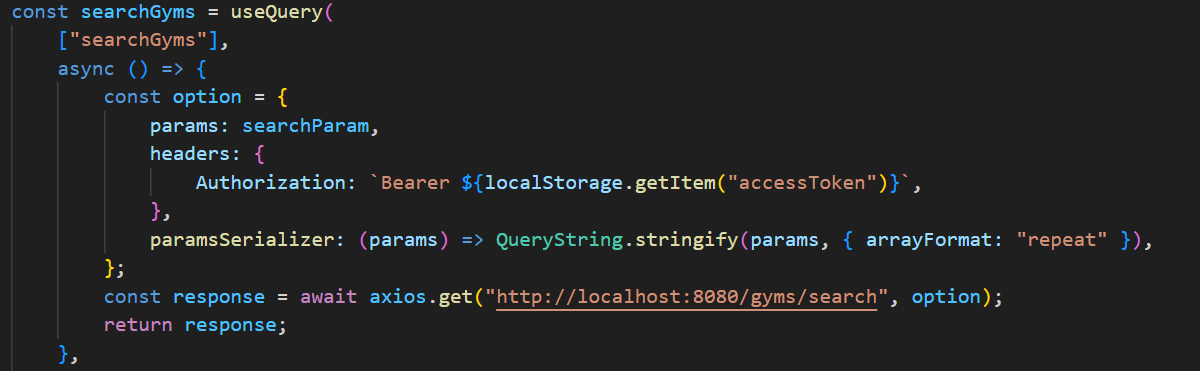 const searchGyms = useQuery(
    ["searchGyms"],
    async () => {
        const option = {
            params: searchParam,
            headers: {
                Authorization: `Bearer ${localStorage.getItem("accessToken")}`,
            },
            paramsSerializer: (params) => QueryString.stringify(params, { arrayFormat: "repeat" }),
        };
        const response = await axios.get("http://localhost:8080/gyms/search", option);
        return response;
    },